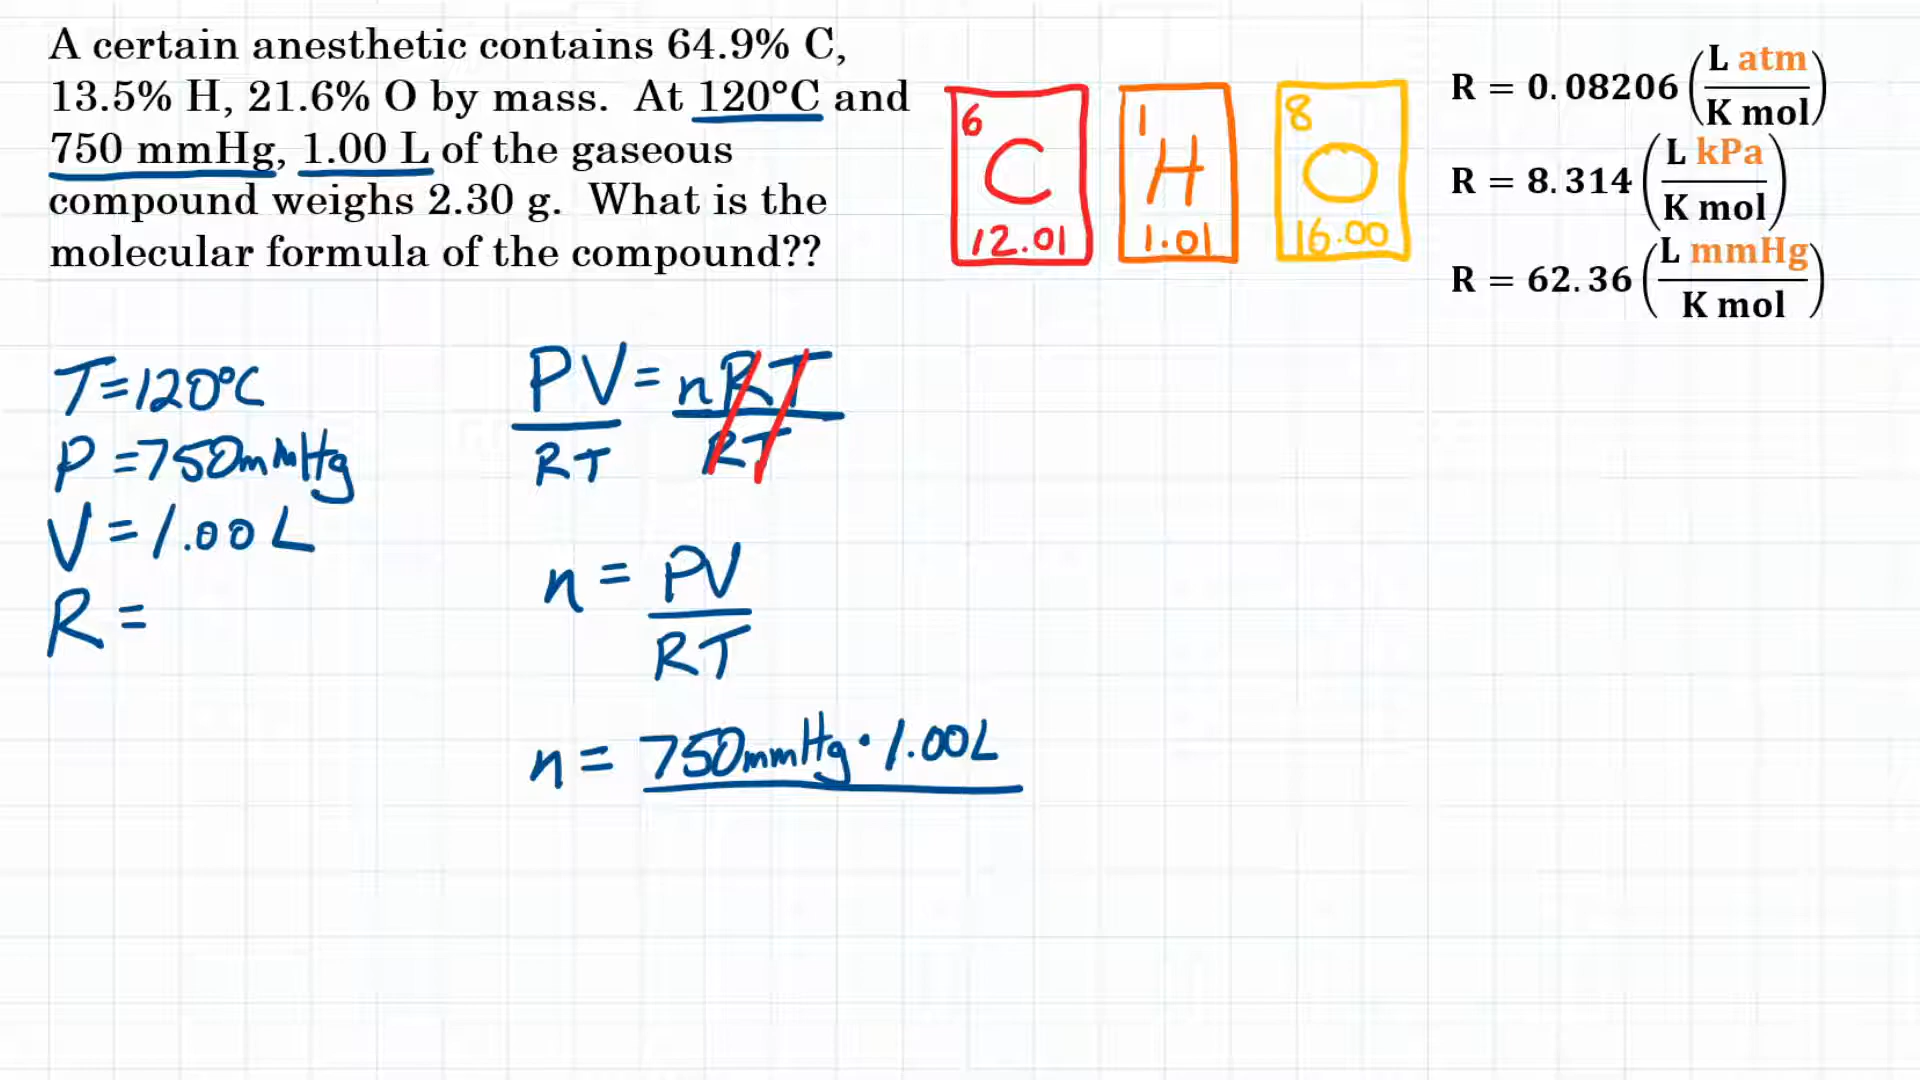 A certain anesthetic contains 64.9% C,
13.5% H, 21.6% O by mass. At 120°C and
750 mmHg, 1.00 L of the gaseous
compound weighs 2.30 g. What is the
molecular formula of the compound??
6
C
12.01
1
H
1.01
8
O
16.00
R = 0.08206 (L atm / K mol)
R = 8.314 (L kPa / K mol)
R = 62.36 (L mmHg / K mol)
T = 120°C
P = 750mmHg
V = 1.00 L
R =
PV = nRT
RT RT
n = PV
RT
n = 750mmHg · 1.00L